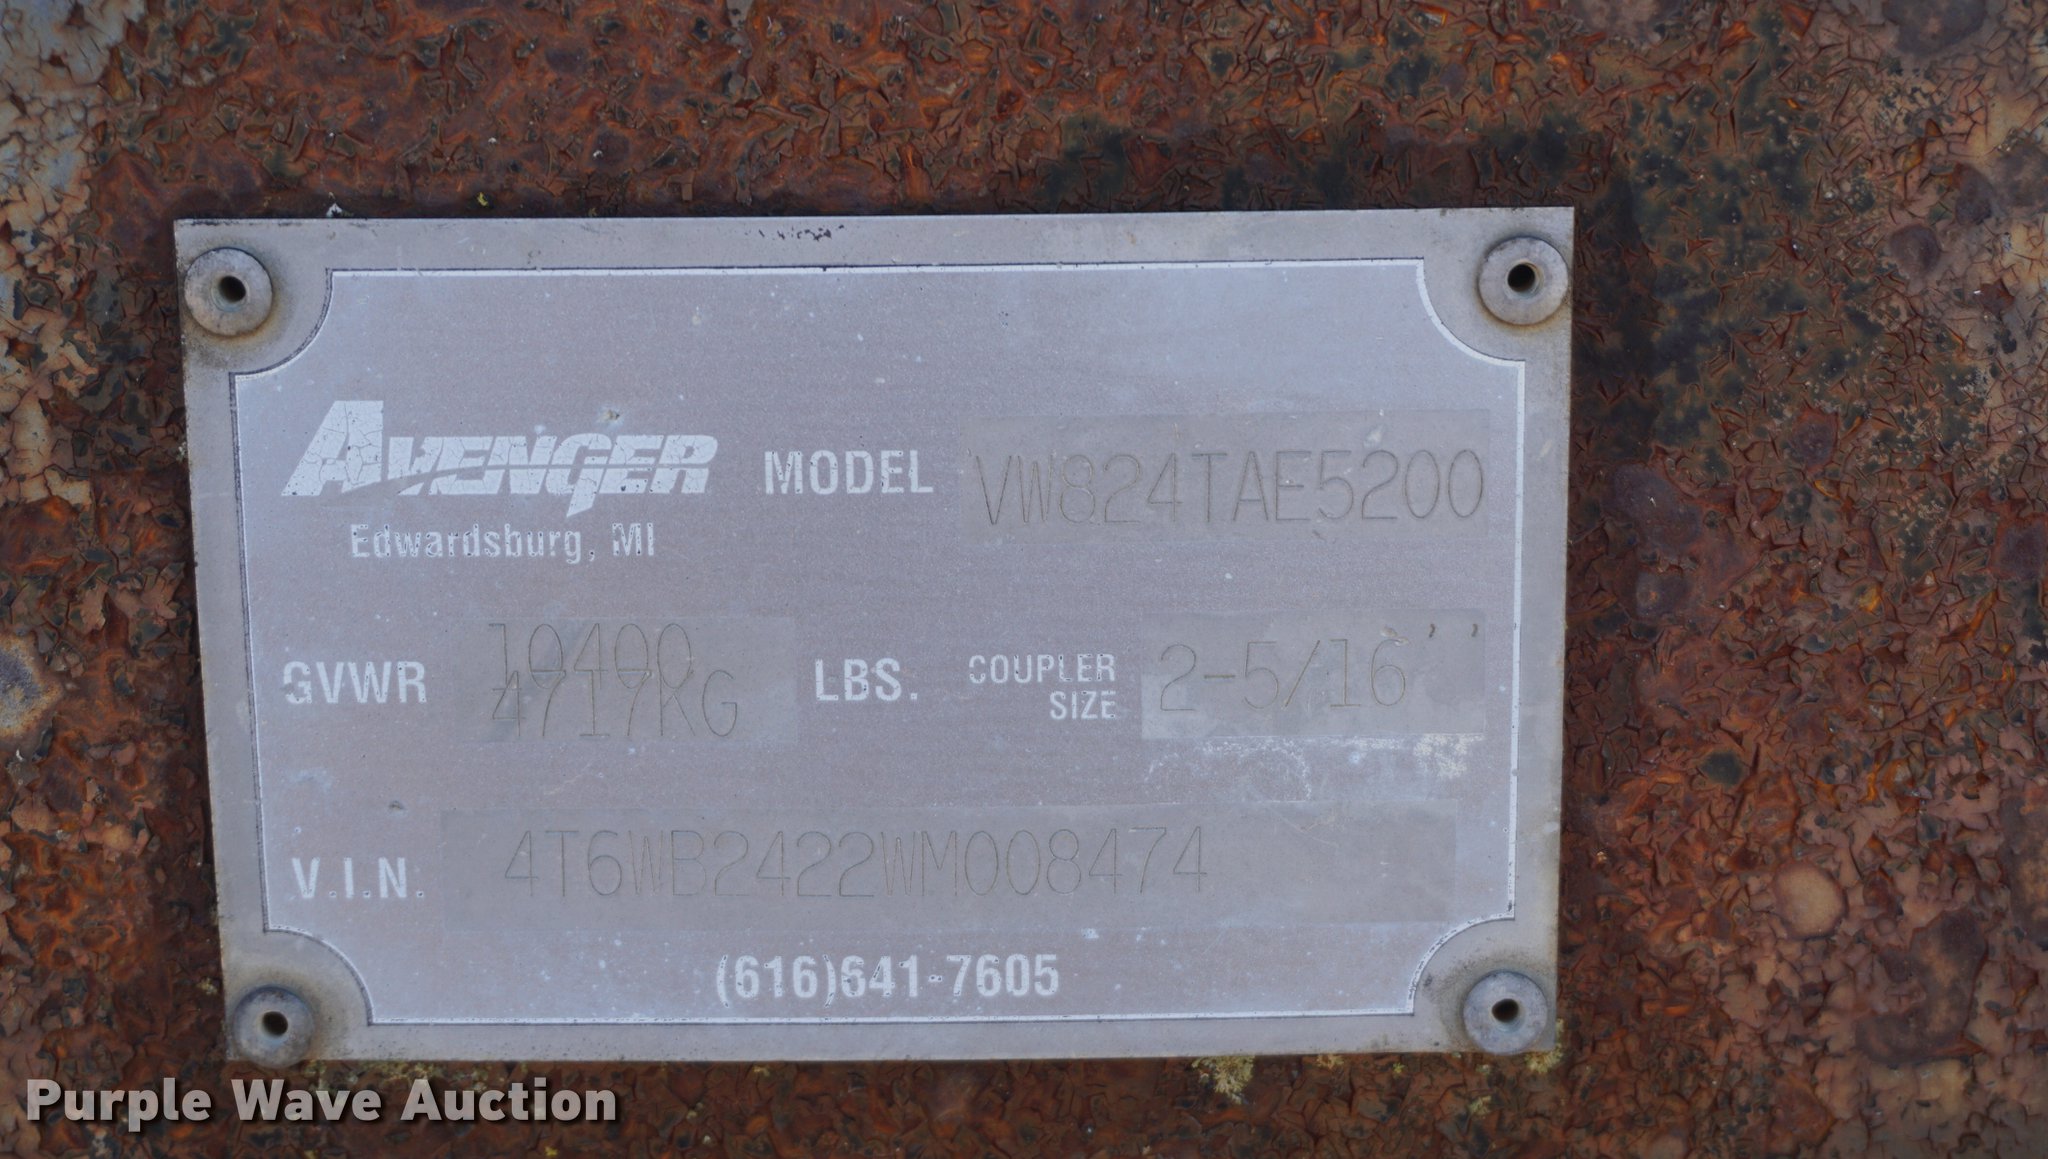 AVENGER
Edwardsburg, MI
MODEL VW824TAE5200
GVWR 10400 LBS.
4717KG
COUPLER SIZE 2-5/16''
V.I.N. 4T6WB2422WM008474
(616)641-7605
Purple Wave Auction